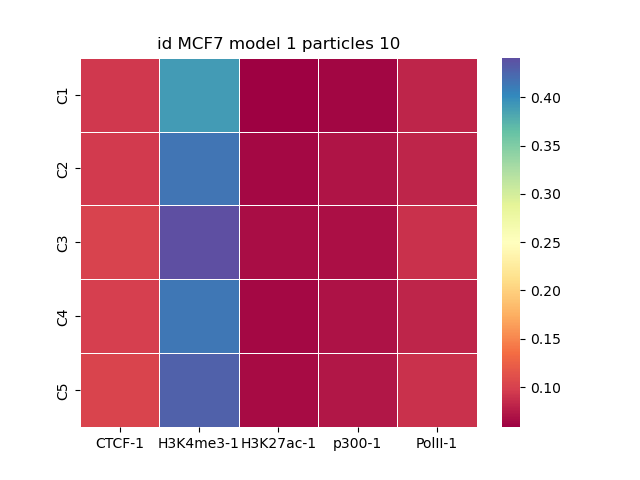 id MCF7 model 1 particles 10
C1
C2
C3
C4
C5
CTCF-1 H3K4me3-1 H3K27ac-1 p300-1 PolII-1
0.40
0.35
0.30
0.25
0.20
0.15
0.10